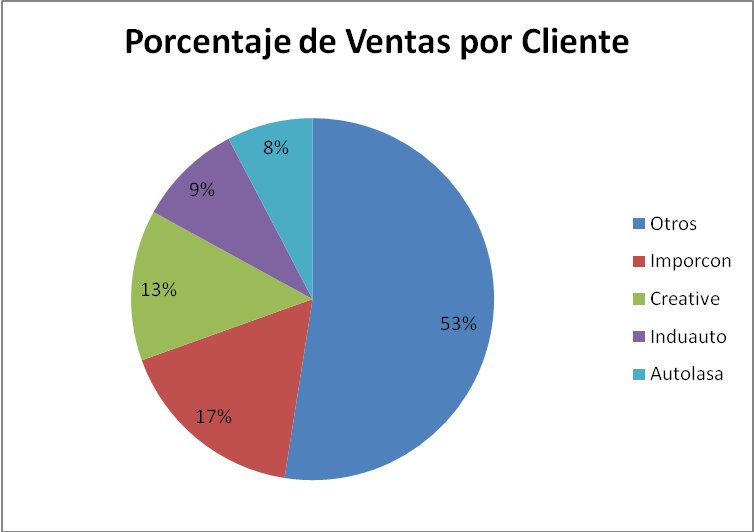 Porcentaje de Ventas por Cliente
8%
9%
13%
53%
17%
Otros
Imporcon
Creative
Induauto
Autolasa